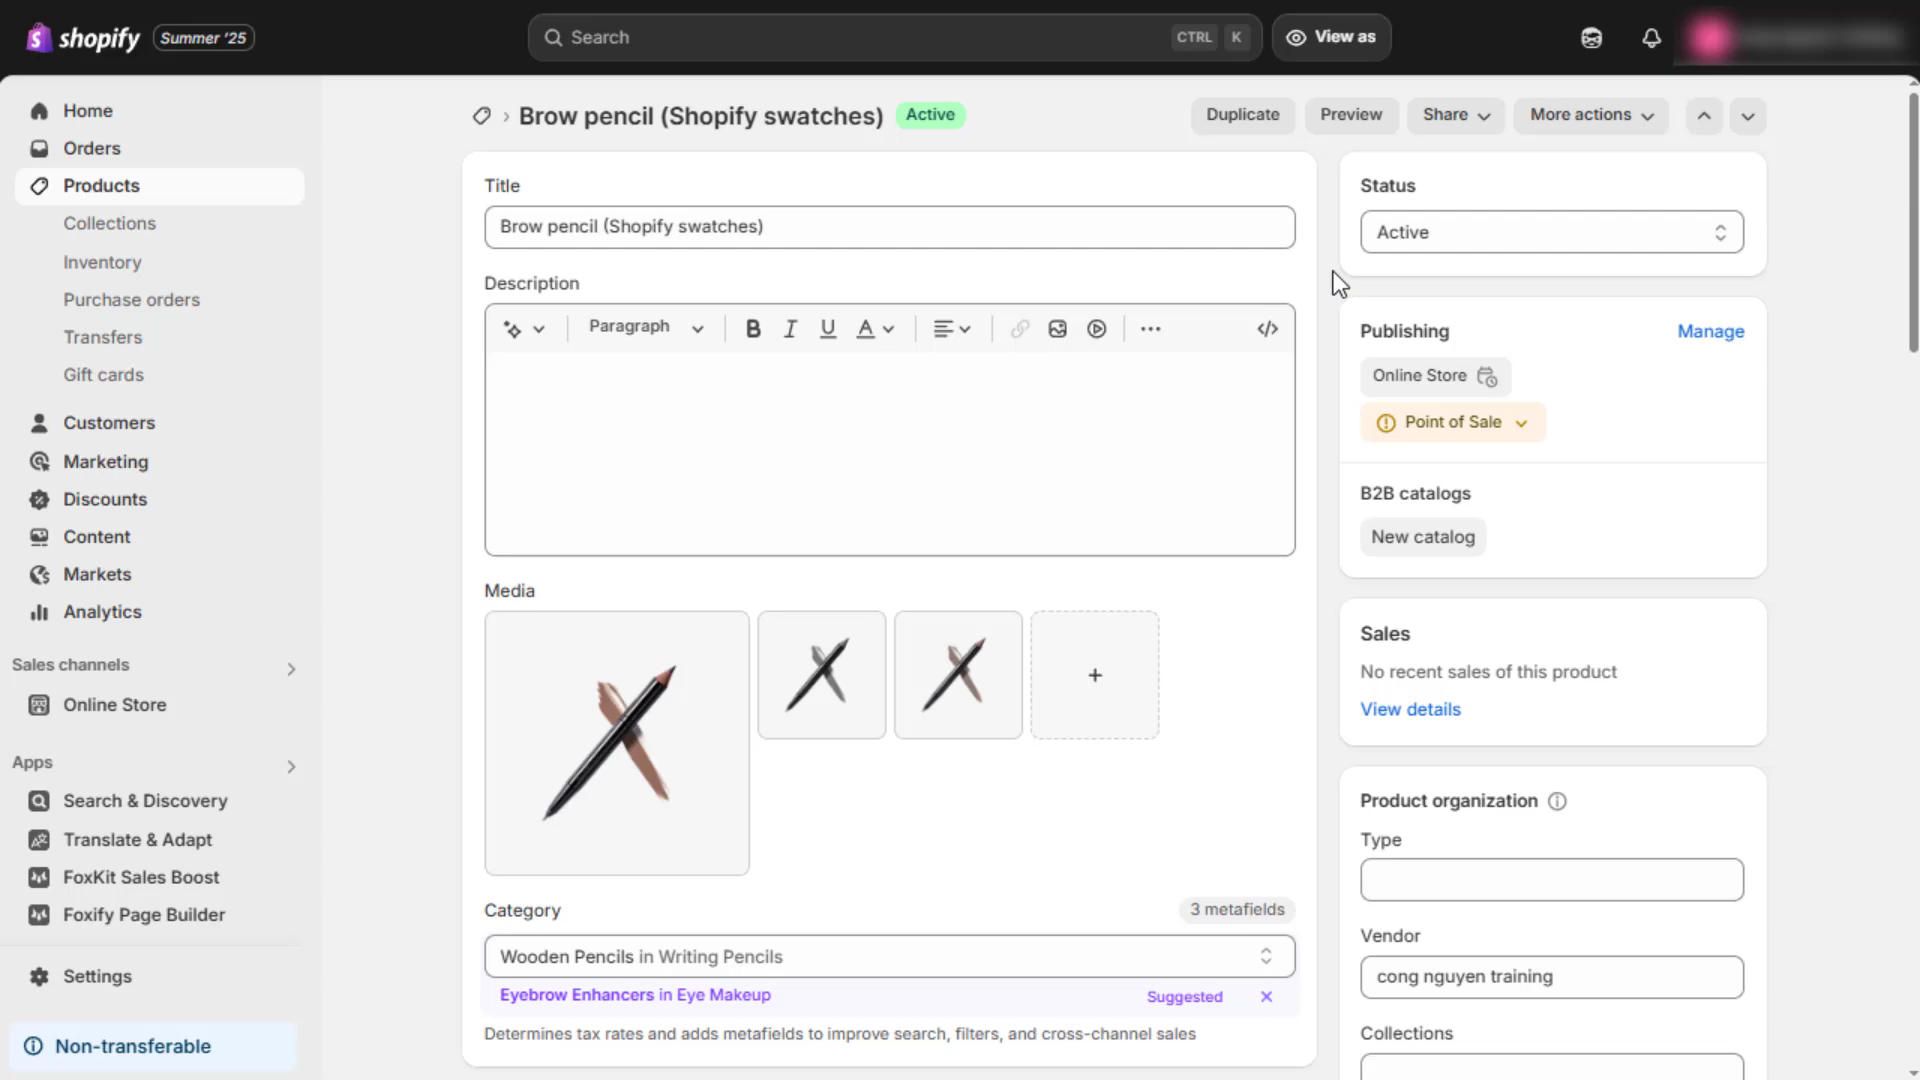 shopify Summer '25
Search CTRL K
View as
Home
Orders
Products
Collections
Inventory
Purchase orders
Transfers
Gift cards
Customers
Marketing
Discounts
Content
Markets
Analytics
Sales channels
Online Store
Apps
Search & Discovery
Translate & Adapt
FoxKit Sales Boost
Foxify Page Builder
Settings
Non-transferable
Brow pencil (Shopify swatches) Active
Duplicate Preview Share More actions
Title
Brow pencil (Shopify swatches)
Description
Paragraph B I U A ... </>
Media
+
Category 3 metafields
Wooden Pencils in Writing Pencils
Eyebrow Enhancers in Eye Makeup Suggested
Determines tax rates and adds metafields to improve search, filters, and cross-channel sales
Status
Active
Publishing Manage
Online Store
Point of Sale
B2B catalogs
New catalog
Sales
No recent sales of this product
View details
Product organization
Type
Vendor
cong nguyen training
Collections